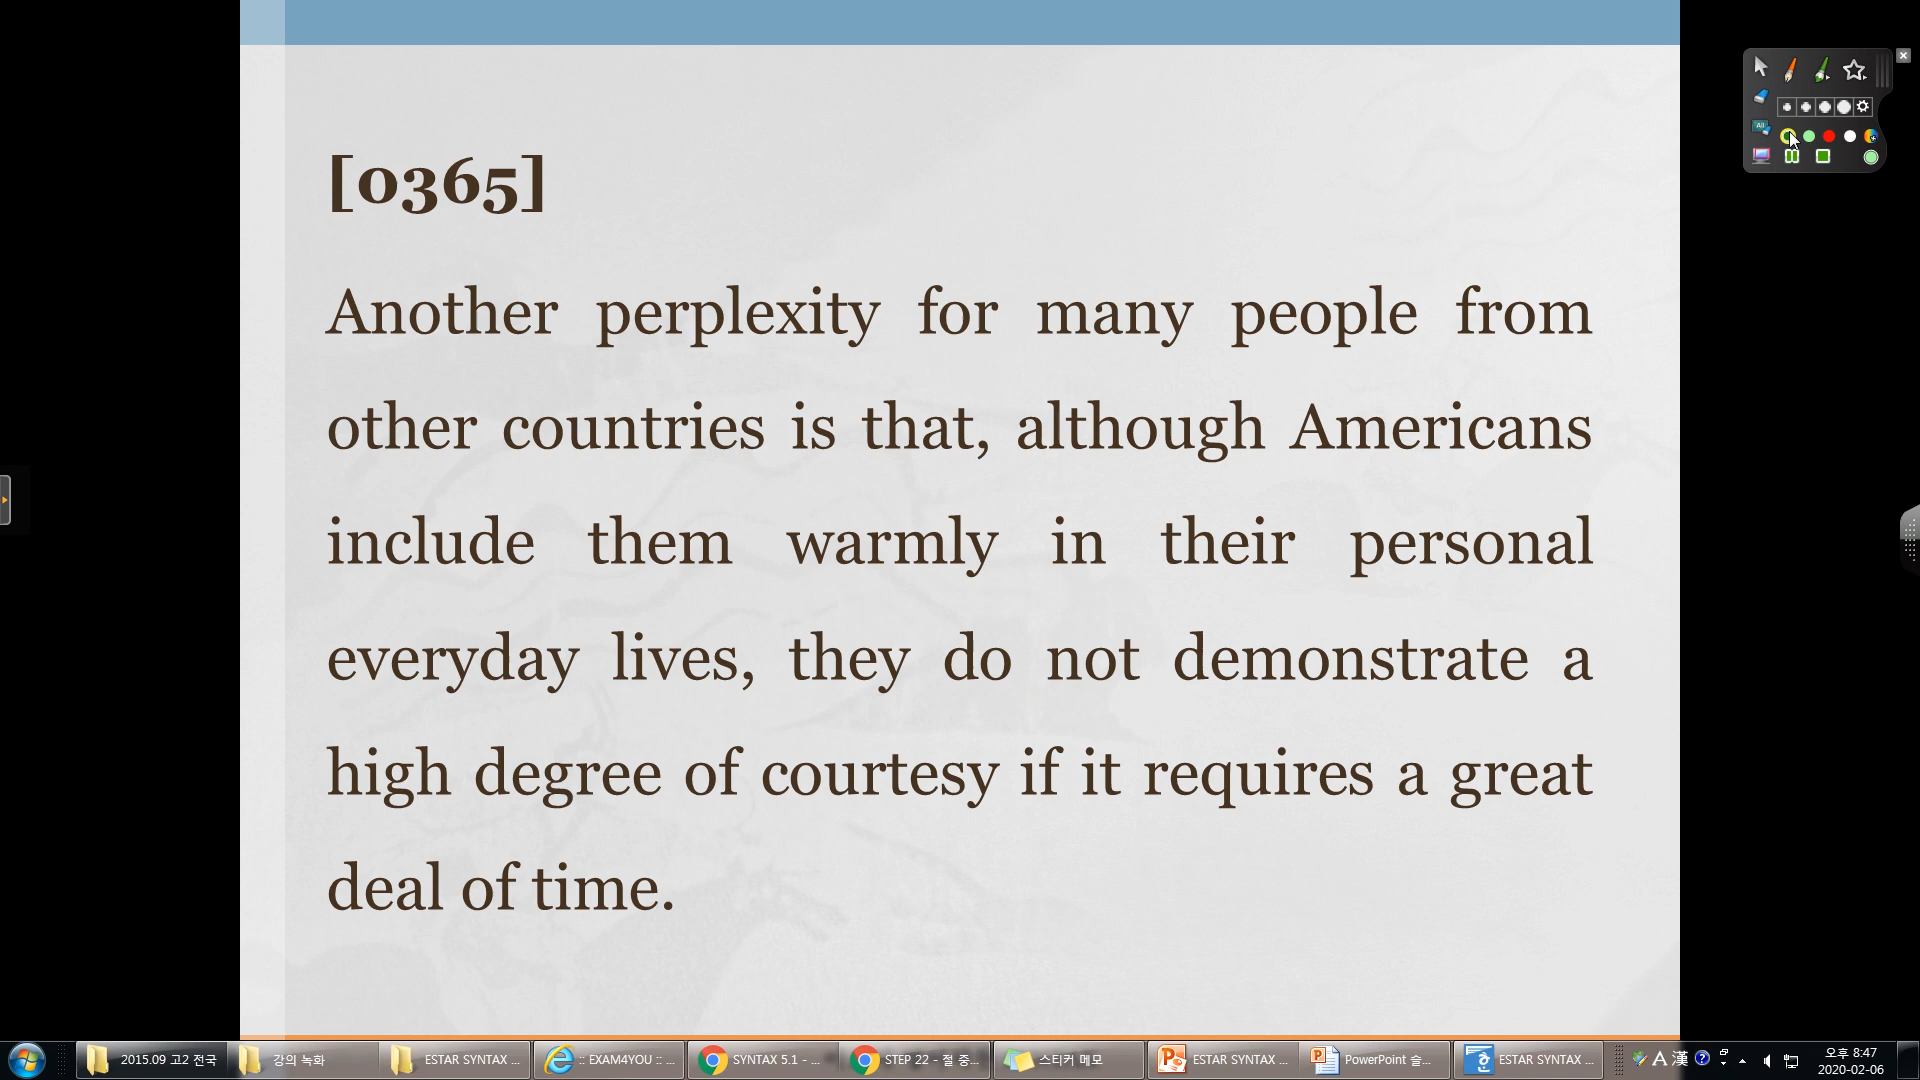 [0365]
Another perplexity for many people from
other countries is that, although Americans
include them warmly in their personal
everyday lives, they do not demonstrate a
high degree of courtesy if it requires a great
deal of time.
All
2015.09 고2 전국
강의 녹화
ESTAR SYNTAX ...
:: EXAM4YOU :: ...
SYNTAX 5.1 - ...
STEP 22 - 절 중...
스티커 메모
ESTAR SYNTAX ...
PowerPoint 슬...
ESTAR SYNTAX ...
A 漢
오후 8:47
2020-02-06